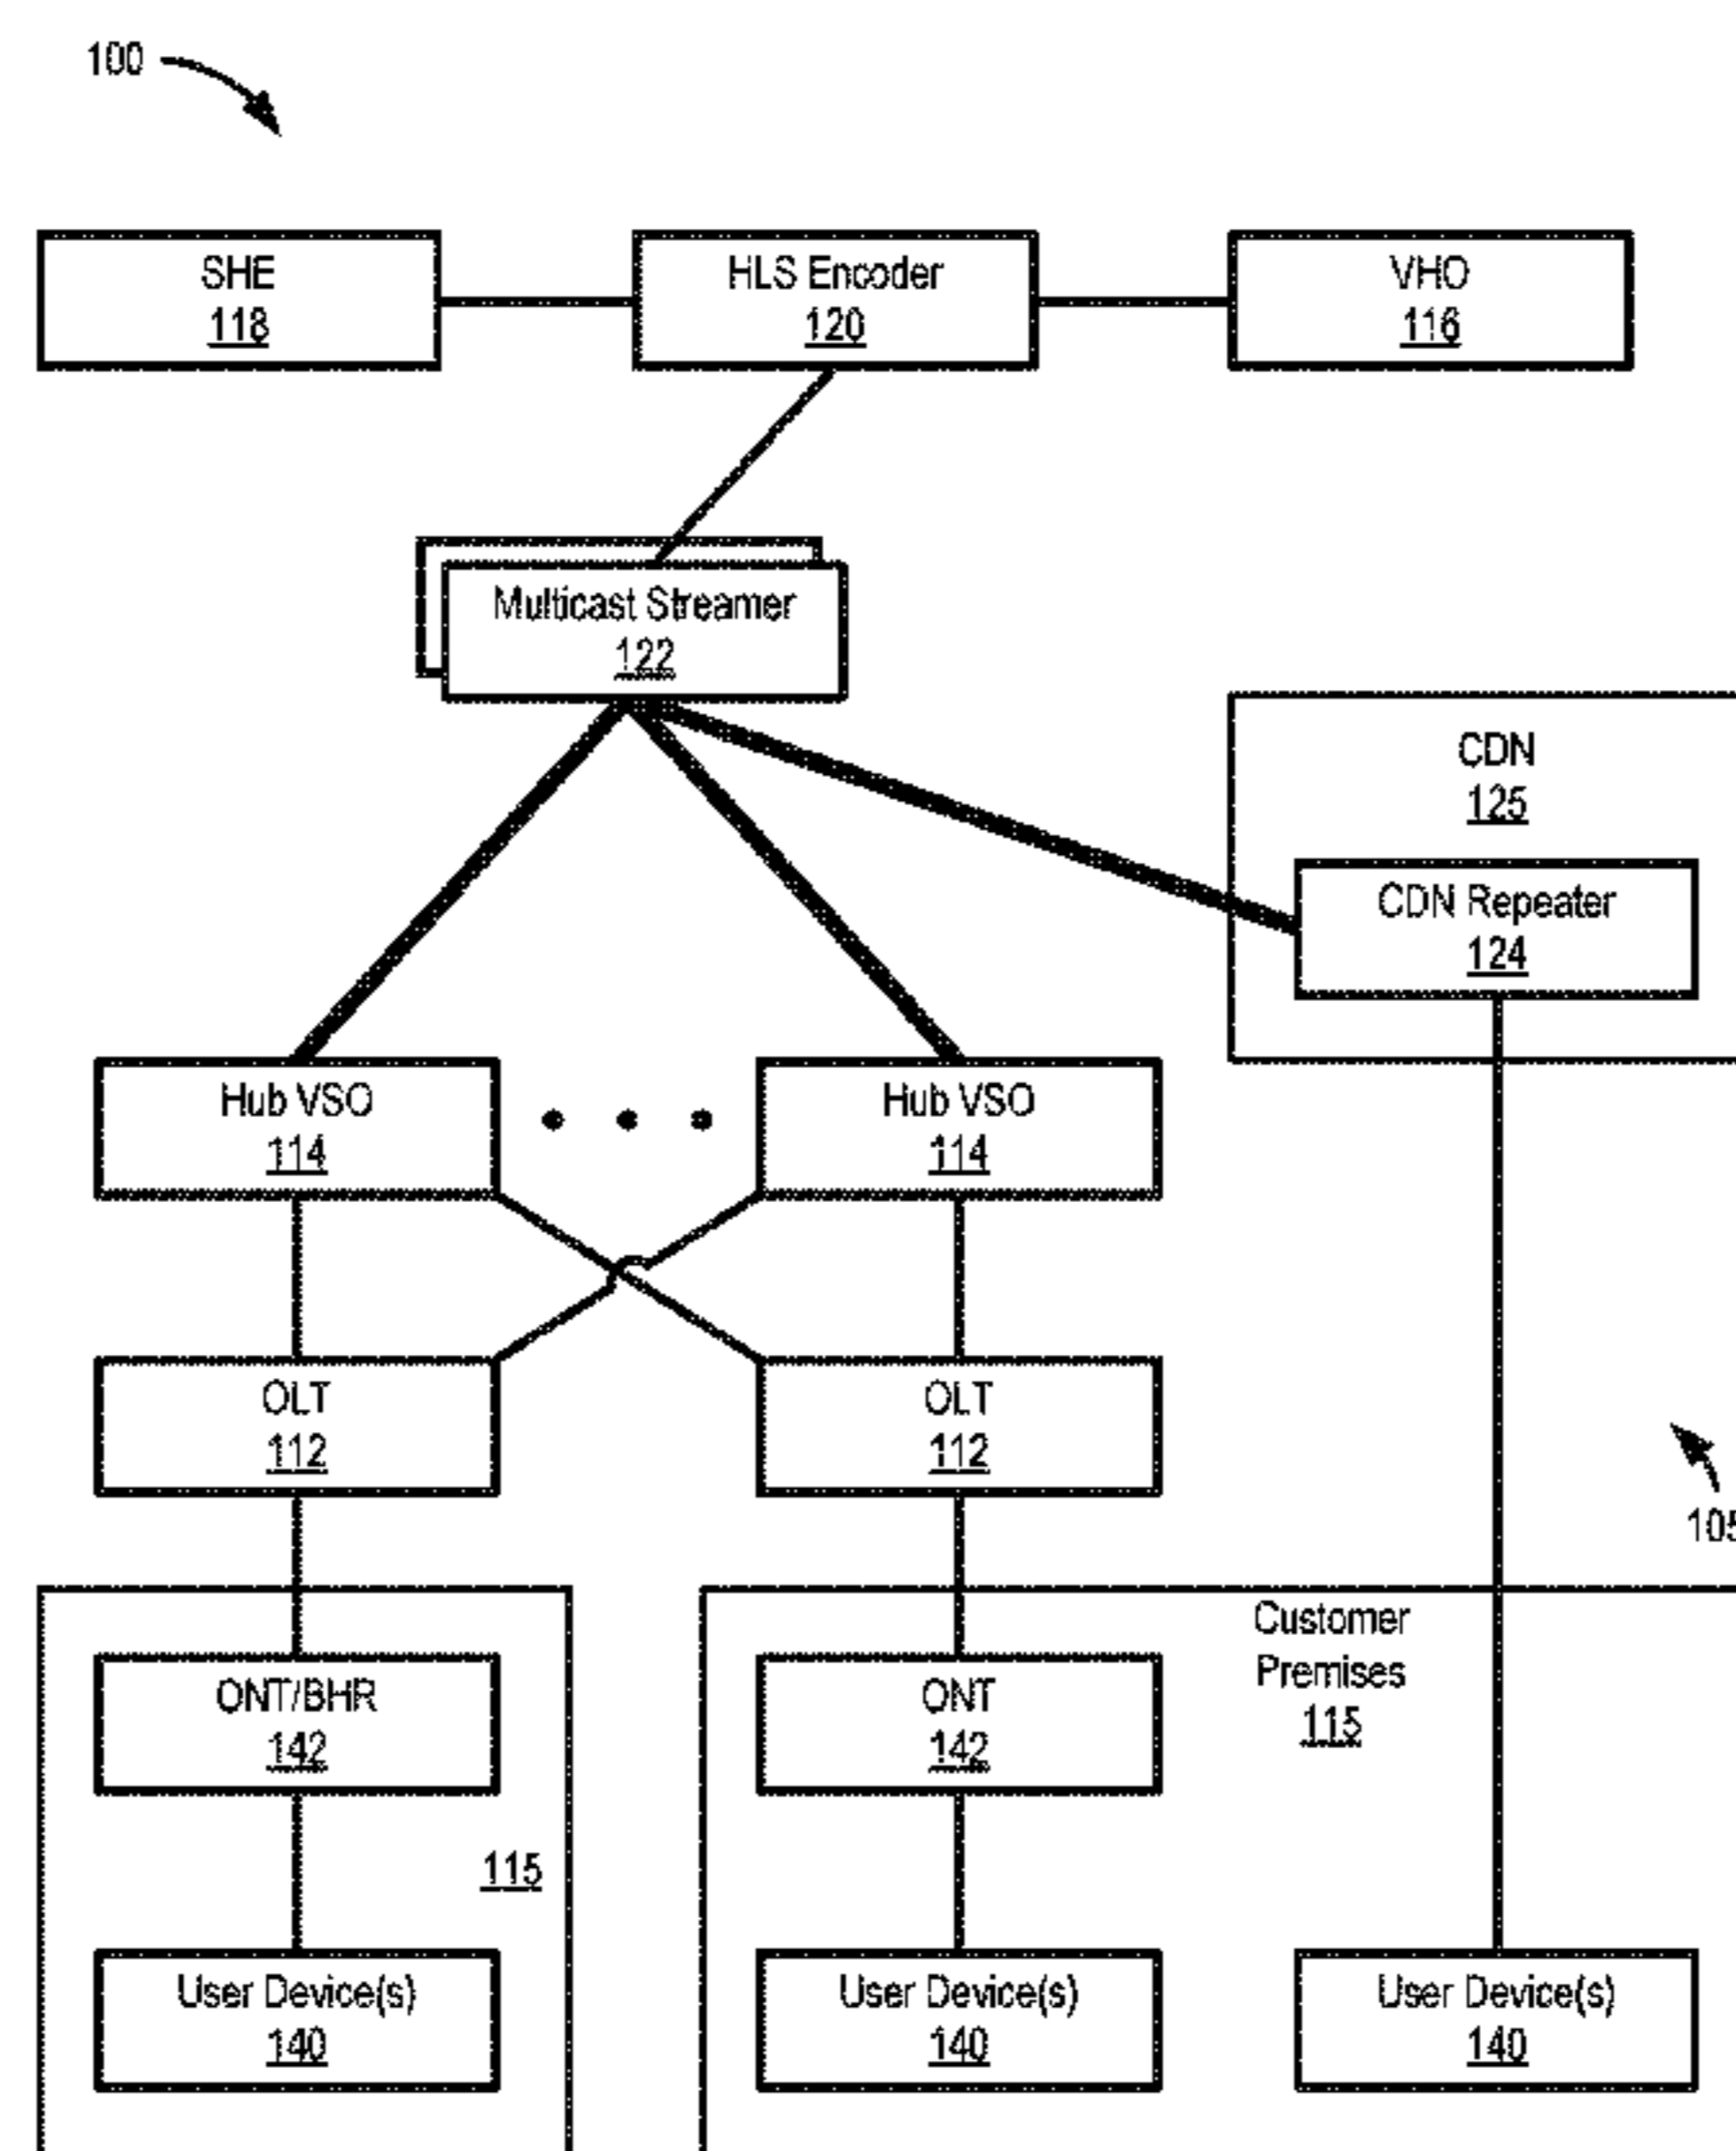 100
SHE
118
HLS Encoder
120
VHO
116
Multicast Streamer
122
CDN
125
CDN Repeater
124
Hub VSO
114
Hub VSO
114
OLT
112
OLT
112
105
Customer
Premises
115
ONT/BHR
142
ONT
142
115
User Device(s)
140
User Device(s)
140
User Device(s)
140